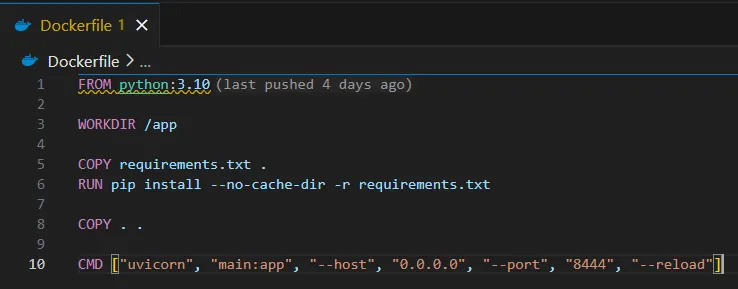 Dockerfile 1
Dockerfile > ...
1 FROM python:3.10 (last pushed 4 days ago)
2
3 WORKDIR /app
4
5 COPY requirements.txt .
6 RUN pip install --no-cache-dir -r requirements.txt
7
8 COPY . .
9
10 CMD ["uvicorn", "main:app", "--host", "0.0.0.0", "--port", "8444", "--reload"]